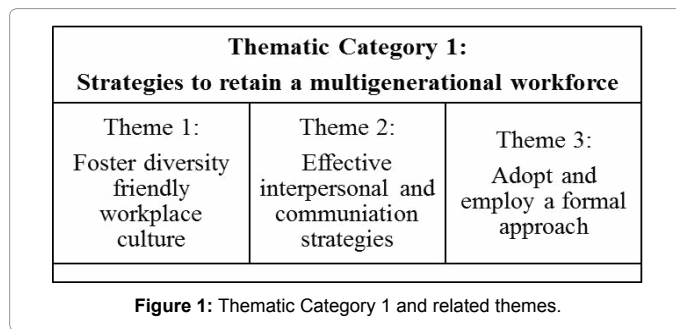 Thematic Category 1:
Strategies to retain a multigenerational workforce
Theme 1:
Foster diversity
friendly
workplace
culture
Theme 2:
Effective
interpersonal and
communiation
strategies
Theme 3:
Adopt and
employ a formal
approach
Figure 1: Thematic Category 1 and related themes.